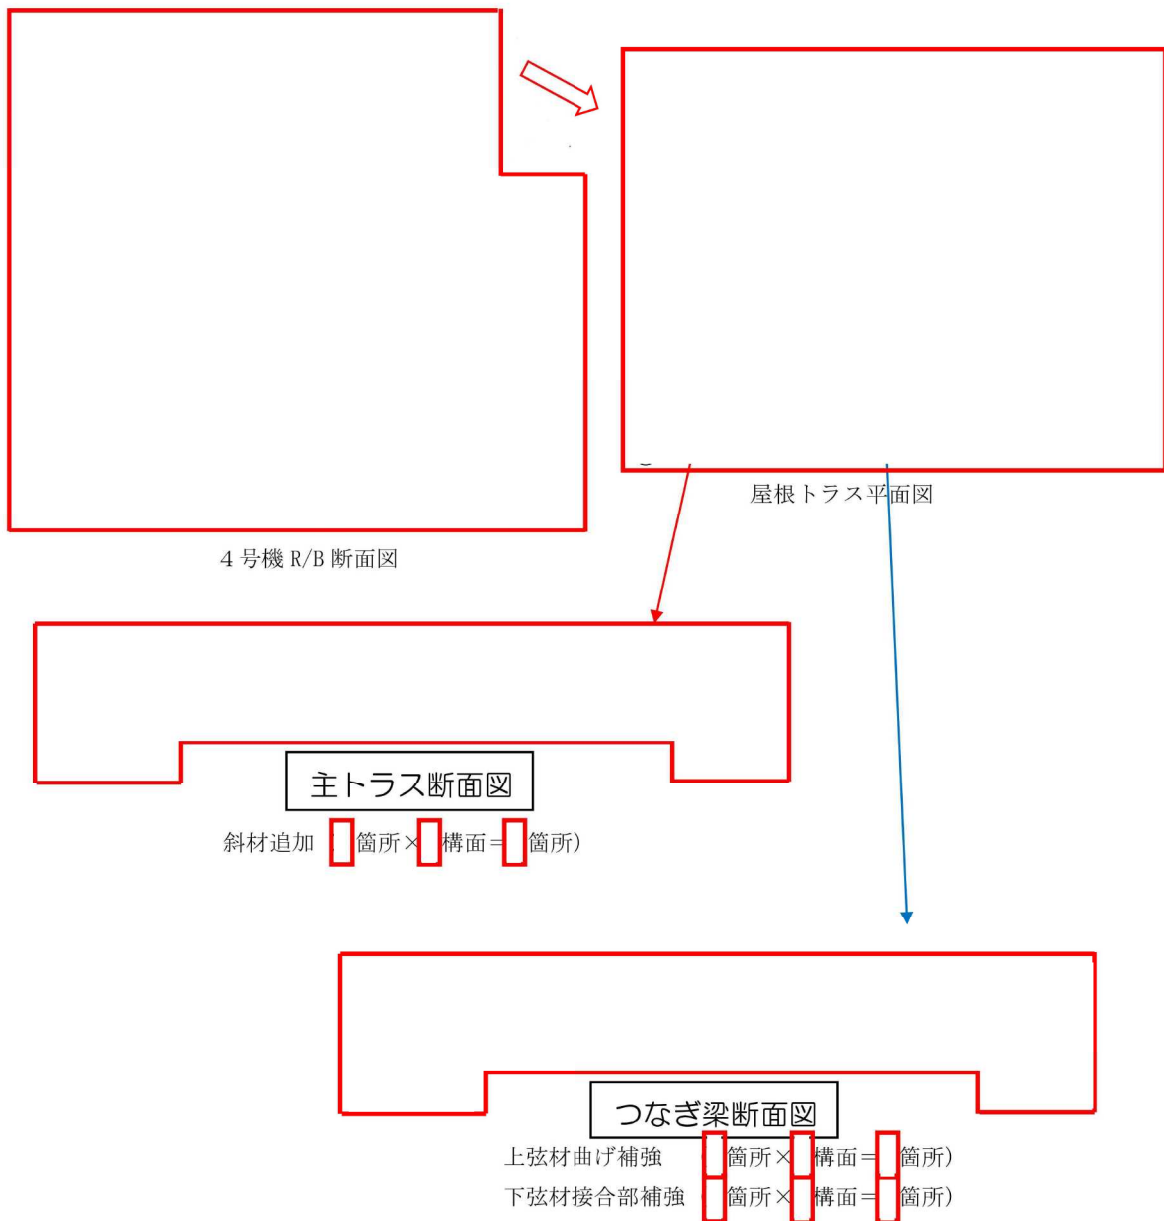 屋根トラス平面図
4号機 R/B 断面図
主トラス断面図
斜材追加 箇所× 構面= 箇所)
つなぎ梁断面図
上弦材曲げ補強 ( 箇所× 構面= 箇所)
下弦材接合部補強 ( 箇所× 構面= 箇所)